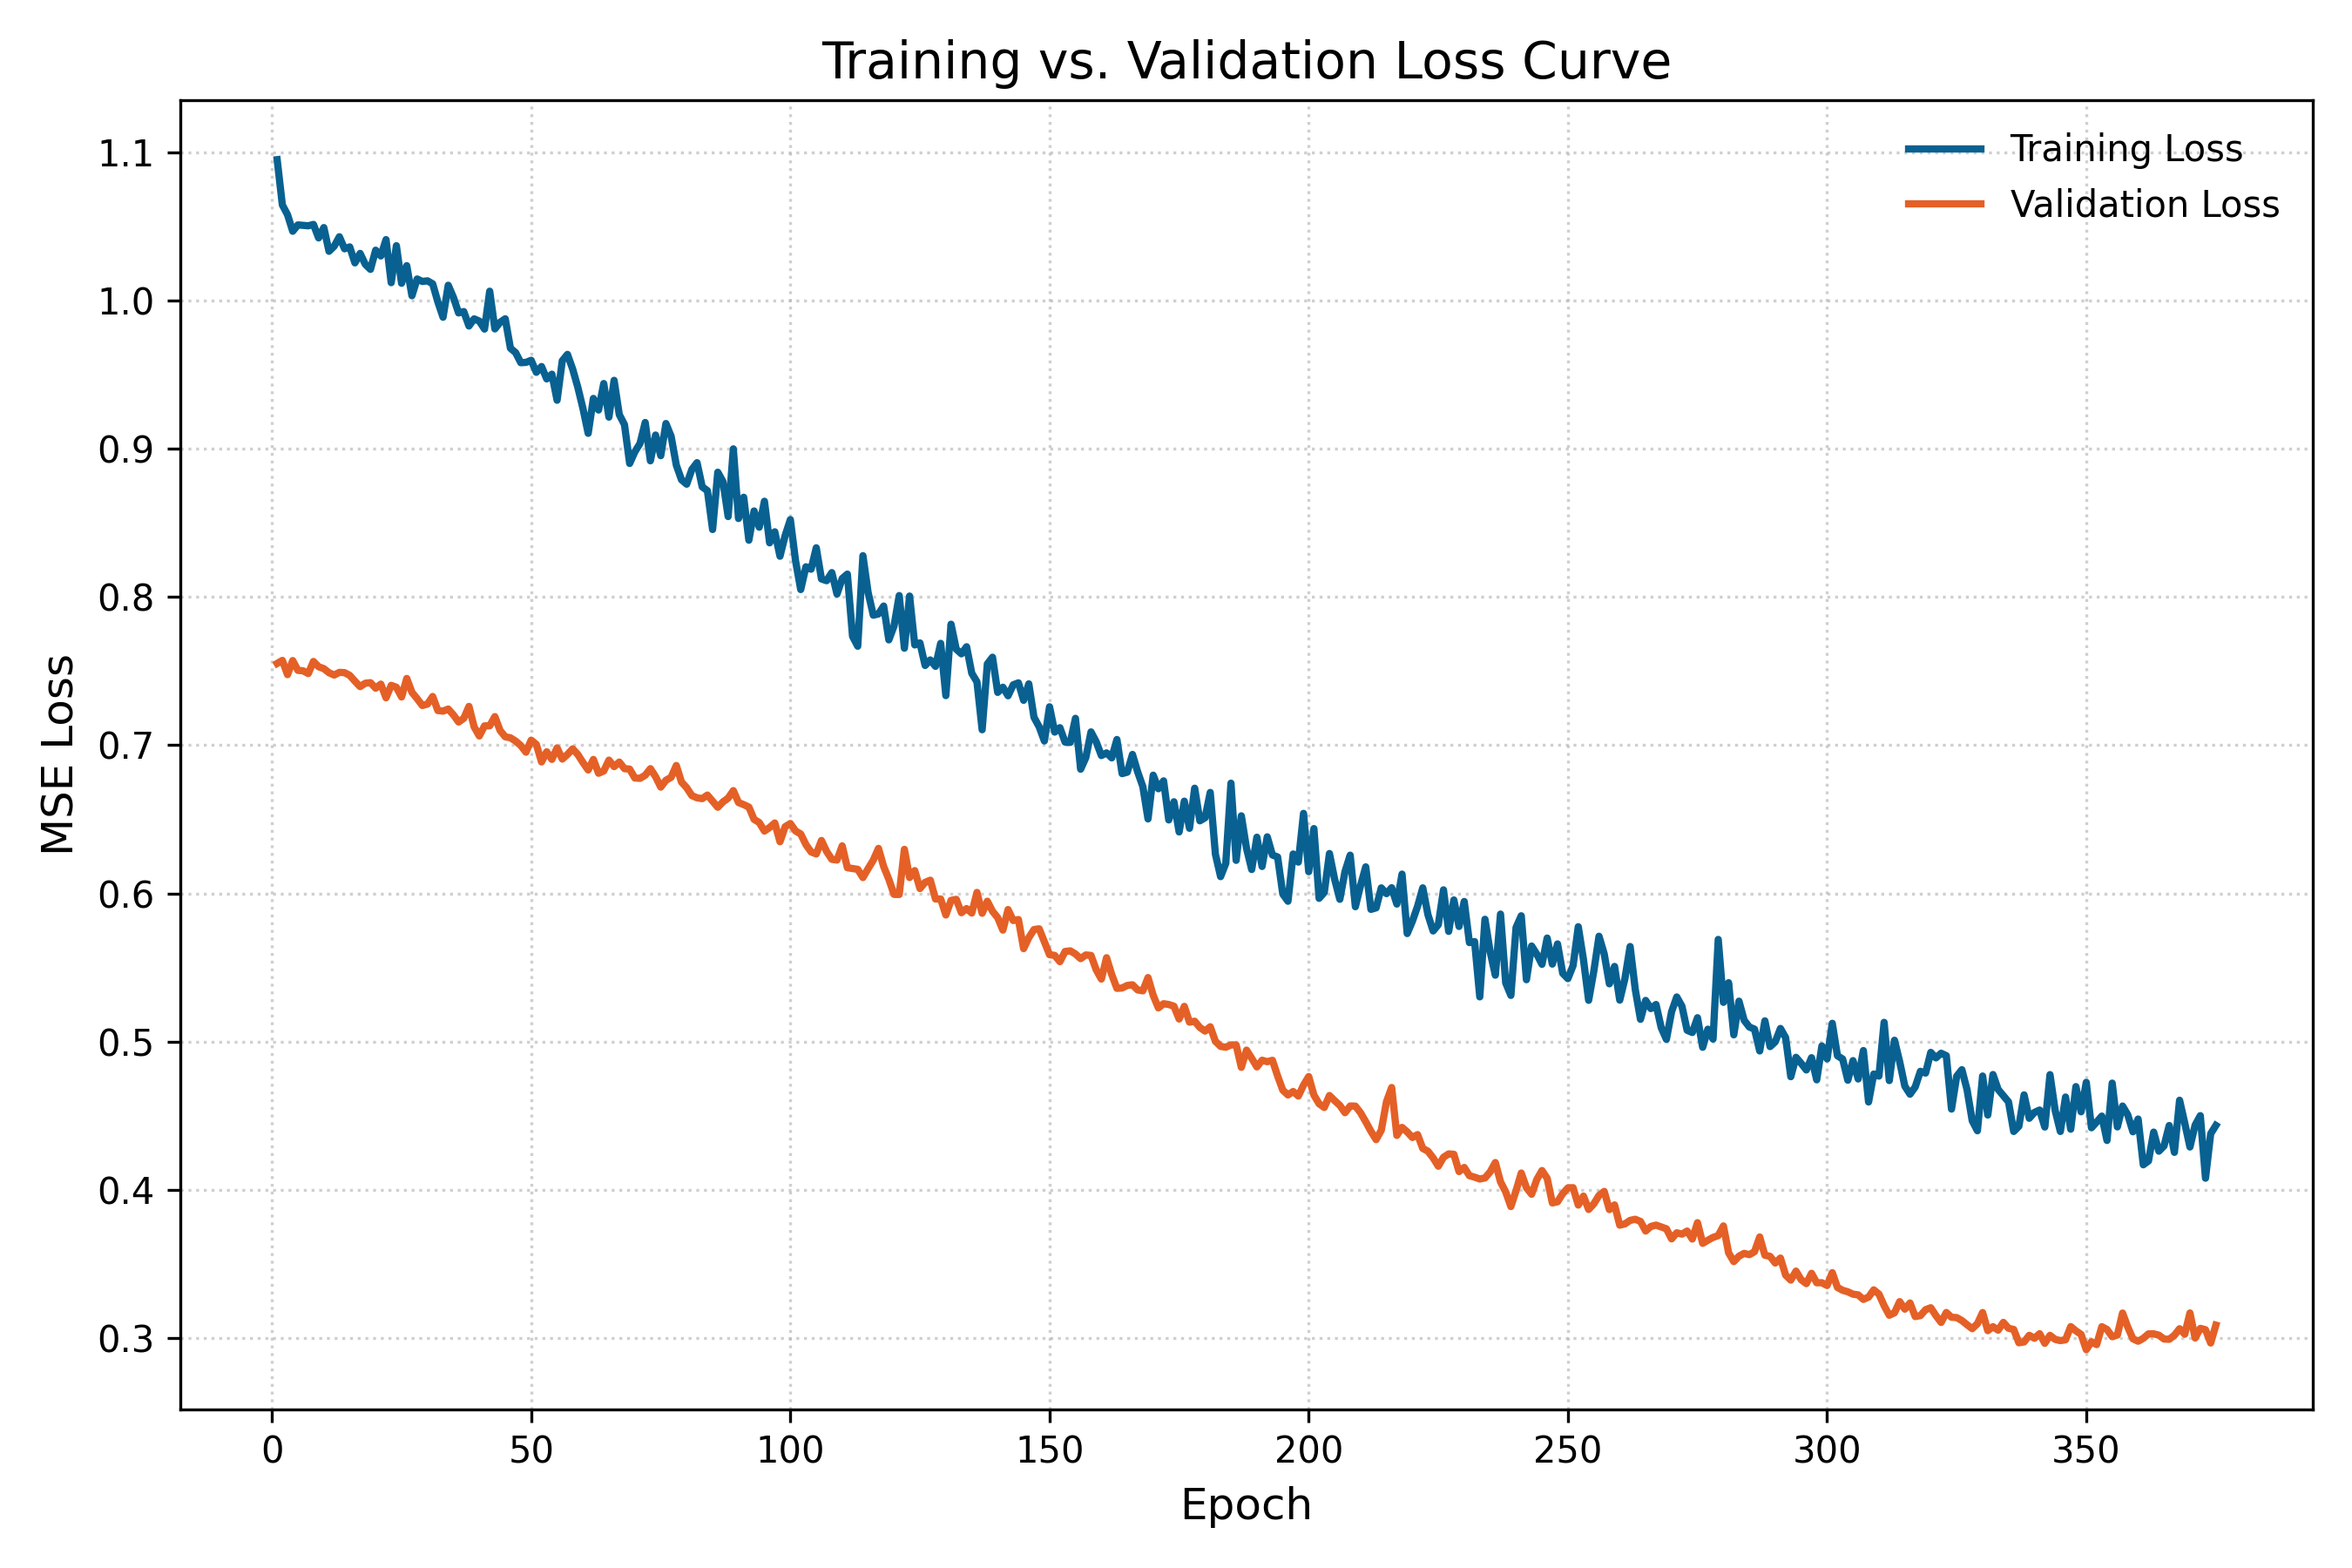 Training vs. Validation Loss Curve
Training Loss
Validation Loss
MSE Loss
1.1
1.0
0.9
0.8
0.7
0.6
0.5
0.4
0.3
0 50 100 150 200 250 300 350
Epoch